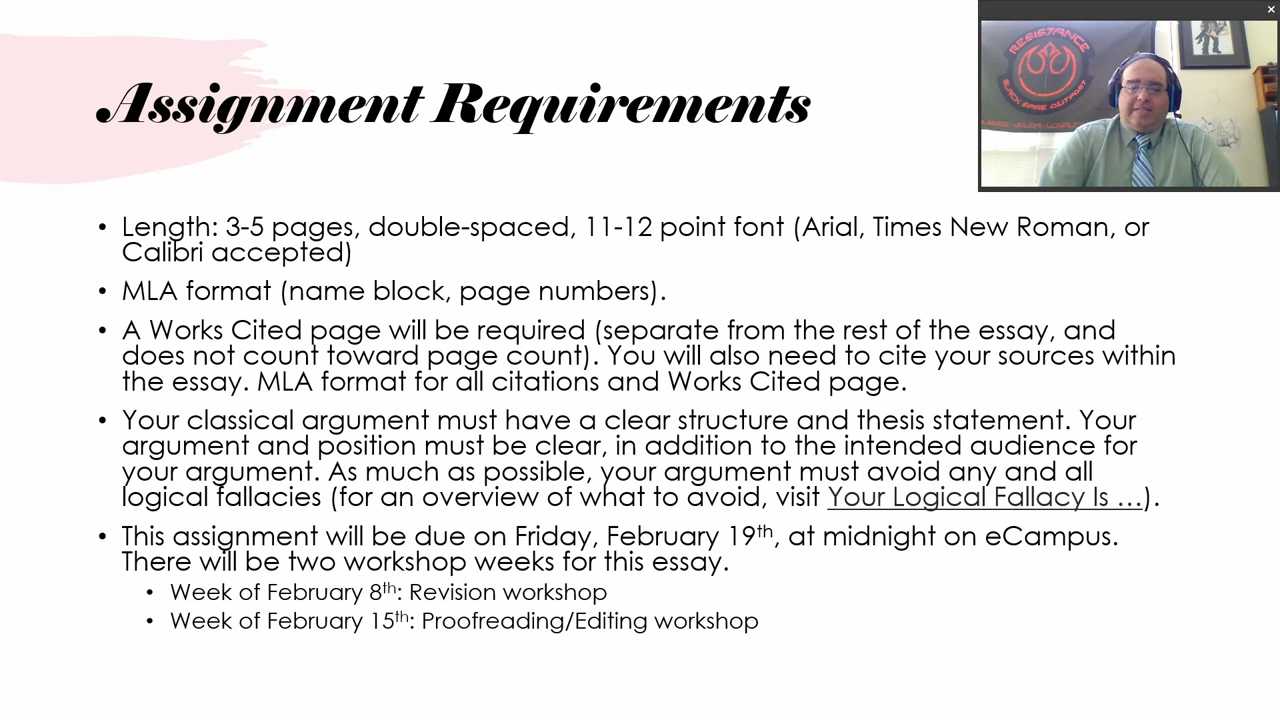 Assignment Requirements
RESISTANCE
BLACK SPIRE OUTPOST
• Length: 3-5 pages, double-spaced, 11-12 point font (Arial, Times New Roman, or
Calibri accepted)
• MLA format (name block, page numbers).
• A Works Cited page will be required (separate from the rest of the essay, and
does not count toward page count). You will also need to cite your sources within
the essay. MLA format for all citations and Works Cited page.
• Your classical argument must have a clear structure and thesis statement. Your
argument and position must be clear, in addition to the intended audience for
your argument. As much as possible, your argument must avoid any and all
logical fallacies (for an overview of what to avoid, visit Your Logical Fallacy Is …).
• This assignment will be due on Friday, February 19th, at midnight on eCampus.
There will be two workshop weeks for this essay.
• Week of February 8th: Revision workshop
• Week of February 15th: Proofreading/Editing workshop